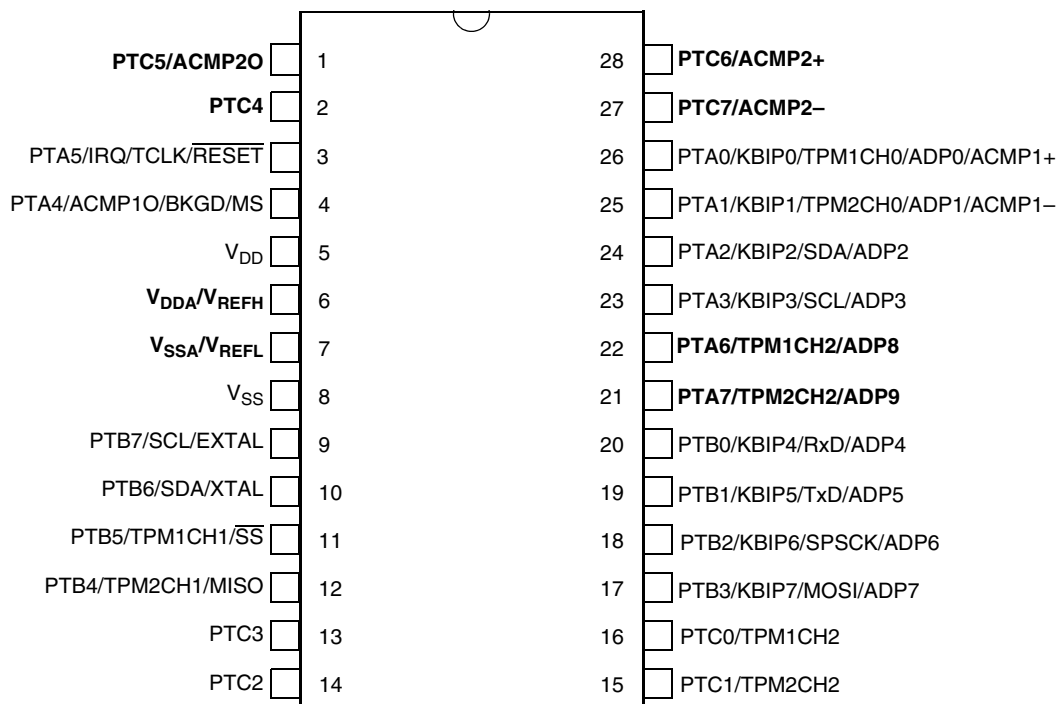 PTC5/ACMP2O 1 28 PTC6/ACMP2+
PTC4 2 27 PTC7/ACMP2–
PTA5/IRQ/TCLK/RESET 3 26 PTA0/KBIP0/TPM1CH0/ADP0/ACMP1+
PTA4/ACMP1O/BKGD/MS 4 25 PTA1/KBIP1/TPM2CH0/ADP1/ACMP1–
VDD 5 24 PTA2/KBIP2/SDA/ADP2
VDDA/VREFH 6 23 PTA3/KBIP3/SCL/ADP3
VSSA/VREFL 7 22 PTA6/TPM1CH2/ADP8
VSS 8 21 PTA7/TPM2CH2/ADP9
PTB7/SCL/EXTAL 9 20 PTB0/KBIP4/RxD/ADP4
PTB6/SDA/XTAL 10 19 PTB1/KBIP5/TxD/ADP5
PTB5/TPM1CH1/SS 11 18 PTB2/KBIP6/SPSCK/ADP6
PTB4/TPM2CH1/MISO 12 17 PTB3/KBIP7/MOSI/ADP7
PTC3 13 16 PTC0/TPM1CH2
PTC2 14 15 PTC1/TPM2CH2